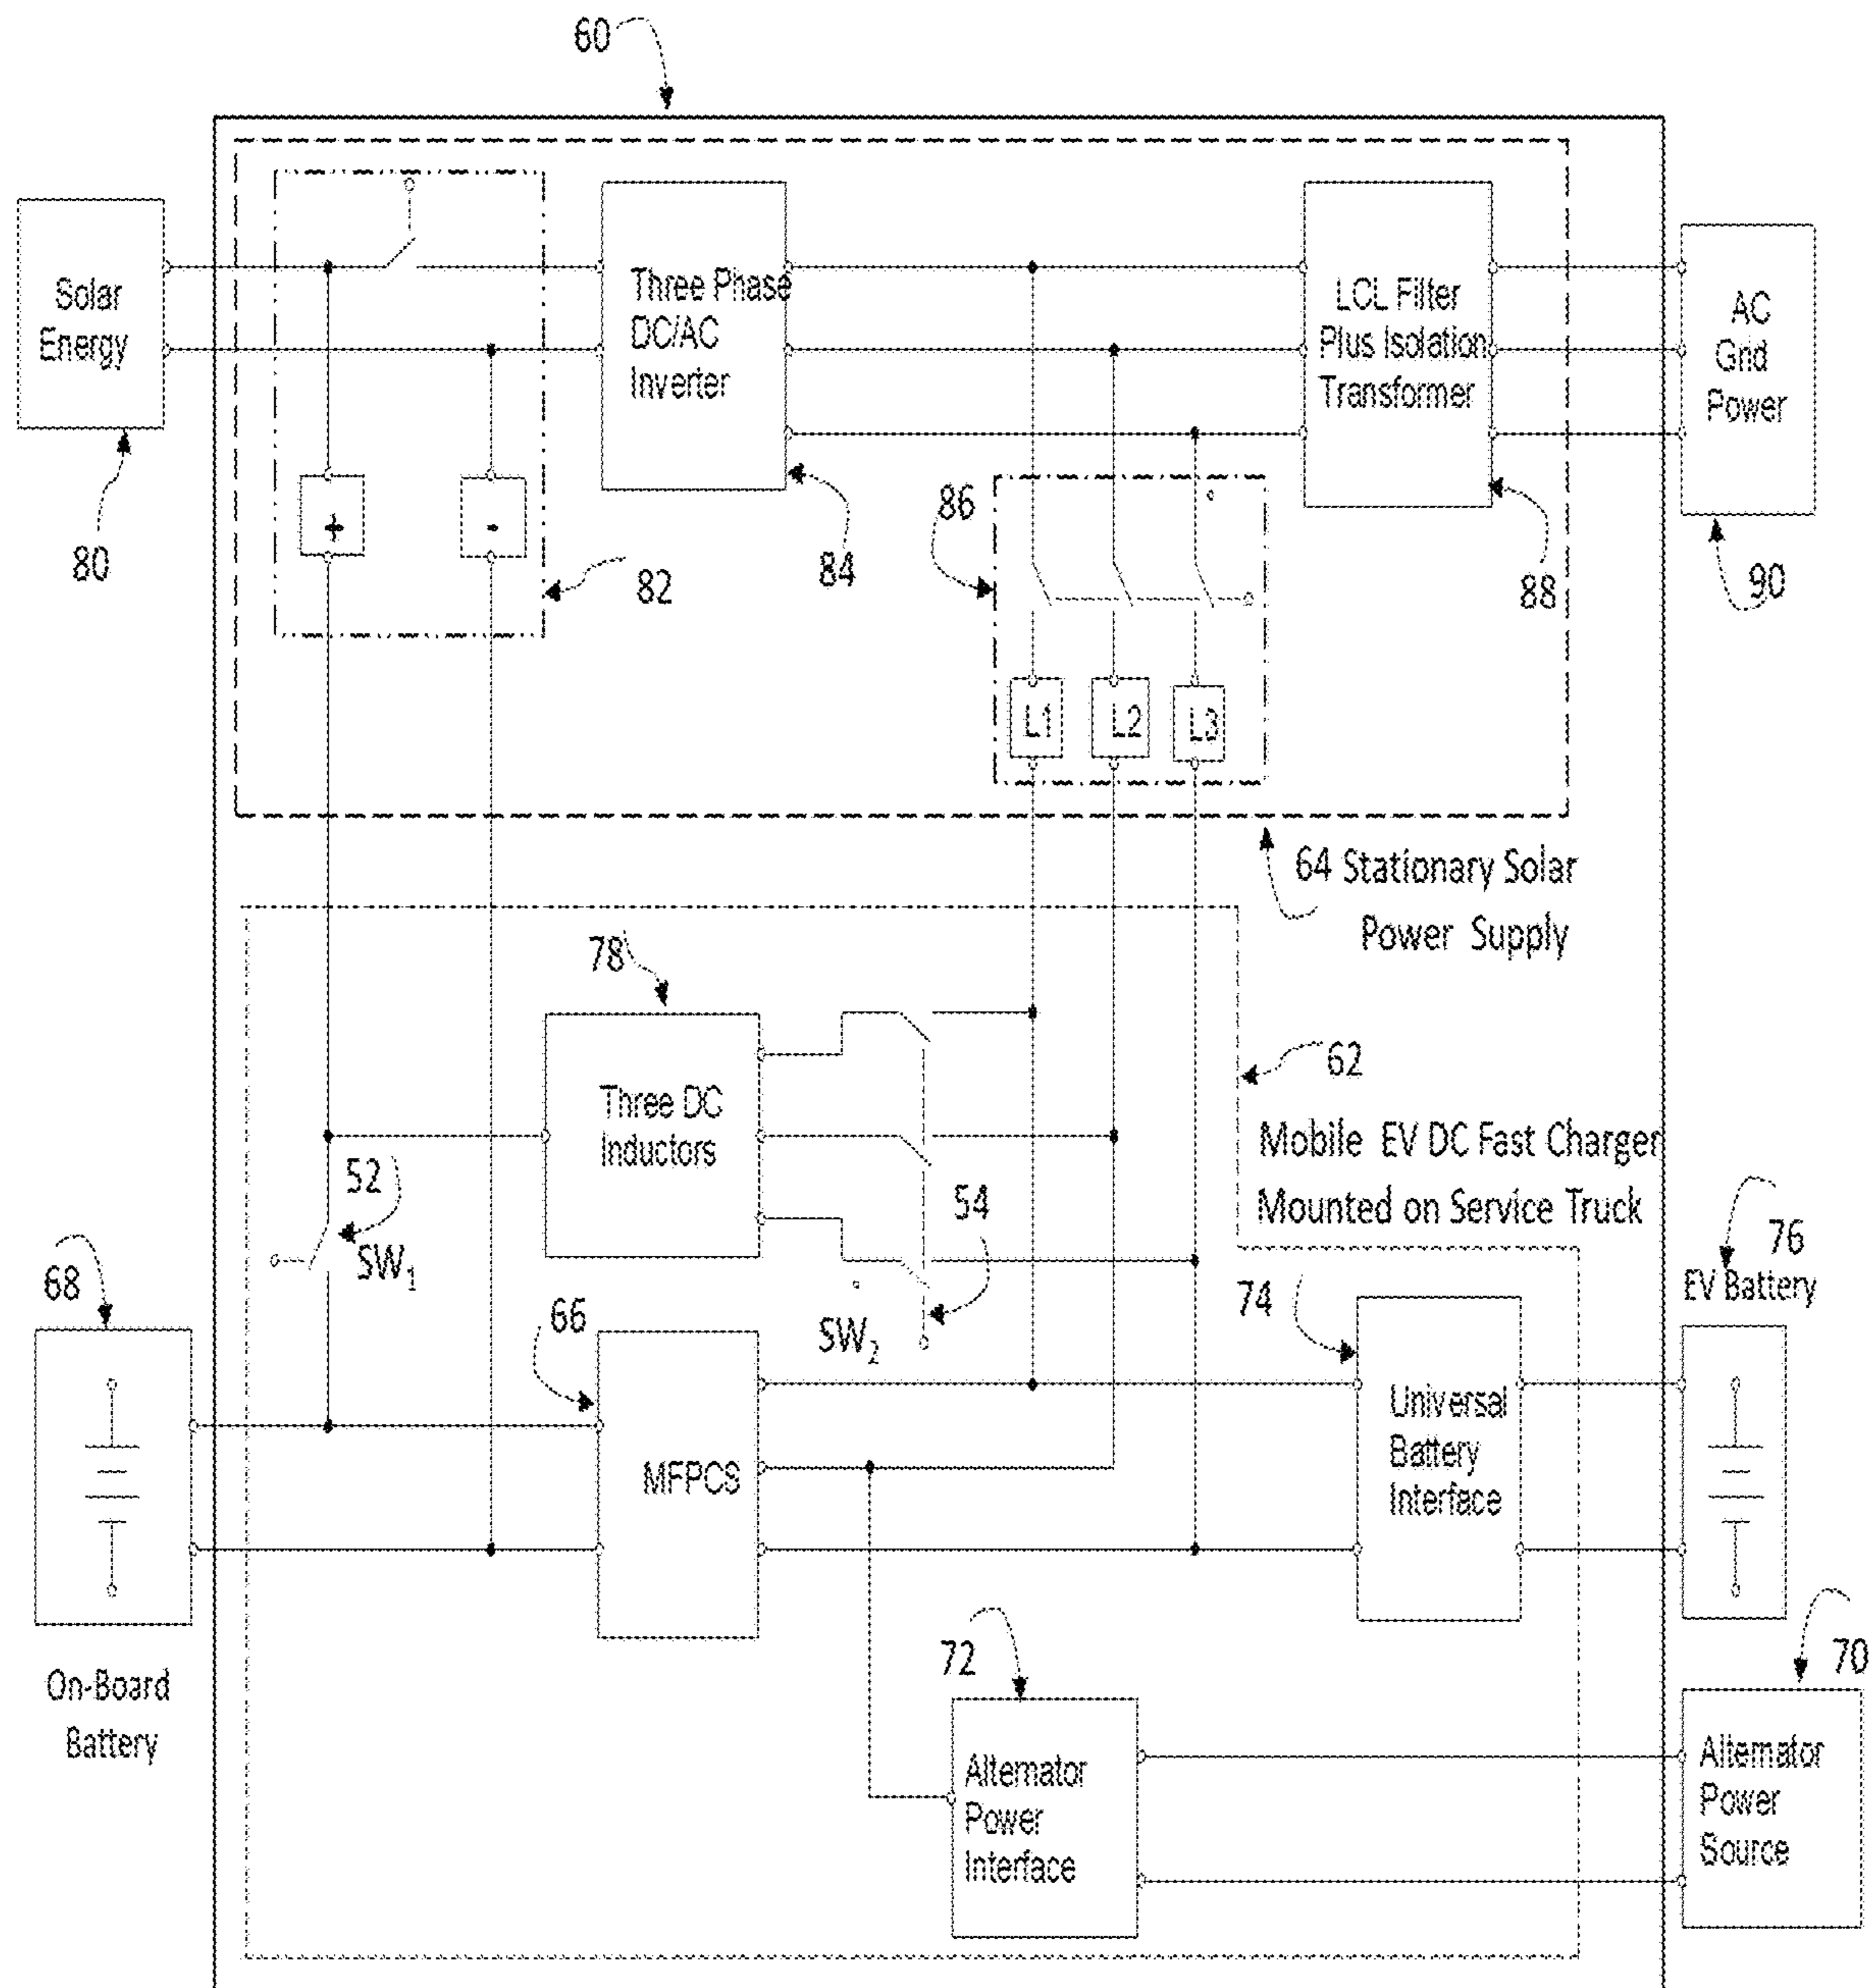 60
Solar
Energy
80
+
-
82
Three Phase
DC/AC
Inverter
84
86
L1
L2
L3
LCL Filter
Plus Isolation
Transformer
88
AC
Grid
Power
90
64 Stationary Solar
Power Supply
78
Three DC
Inductors
62
Mobile EV DC Fast Charger
Mounted on Service Truck
52
SW1
54
SW2
68
On-Board
Battery
66
MFPCS
74
Universal
Battery
Interface
76
EV Battery
72
Alternator
Power
Interface
70
Alternator
Power
Source